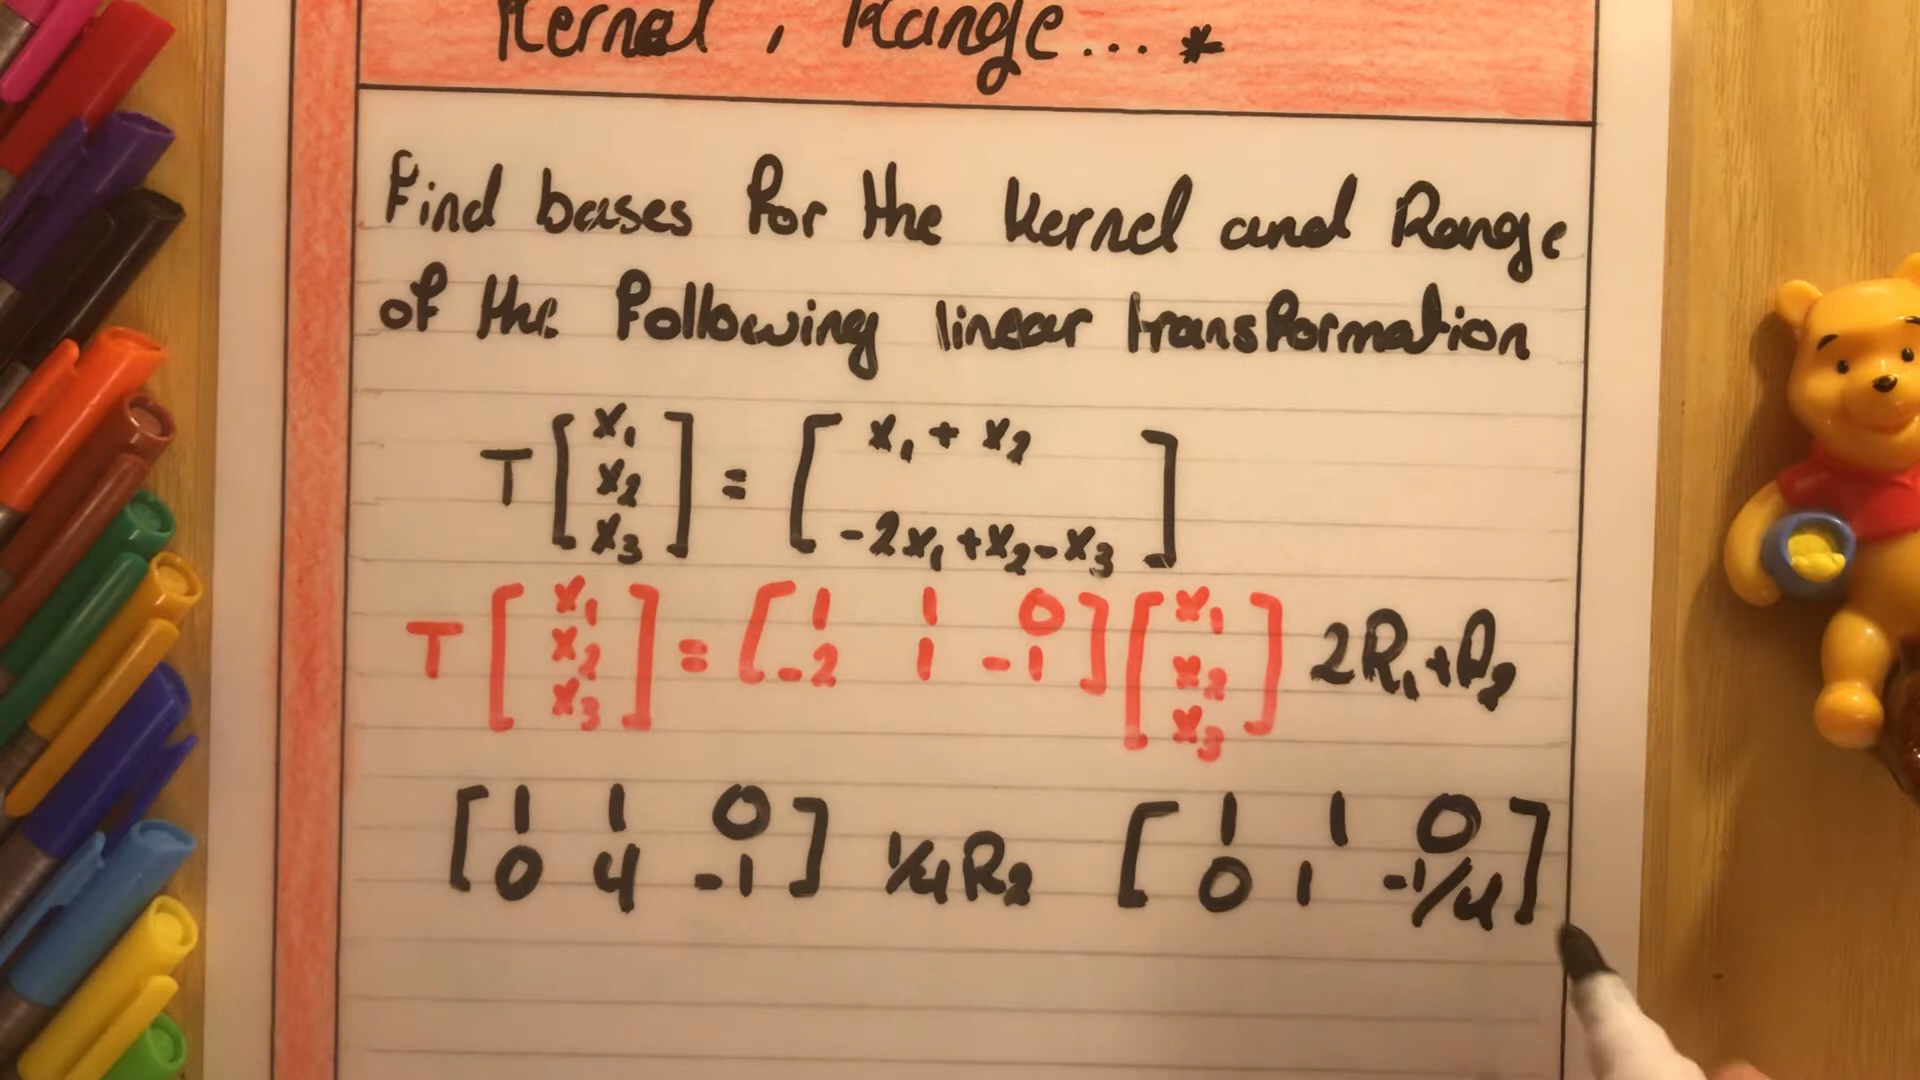 Kernel, Range... *
Find bases for the kernel and Range
of the following linear transformation
T [x₁ x₂ x₃] = [x₁ + x₂ -2x₁ + x₂ - x₃]
T [x₁ x₂ x₃] = [1 1 0 -2 1 -1] [x₁ x₂ x₃] 2R₁+R₂
[1 1 0 0 4 -1] 1/4 R₂ [1 1 0 0 1 -1/4]